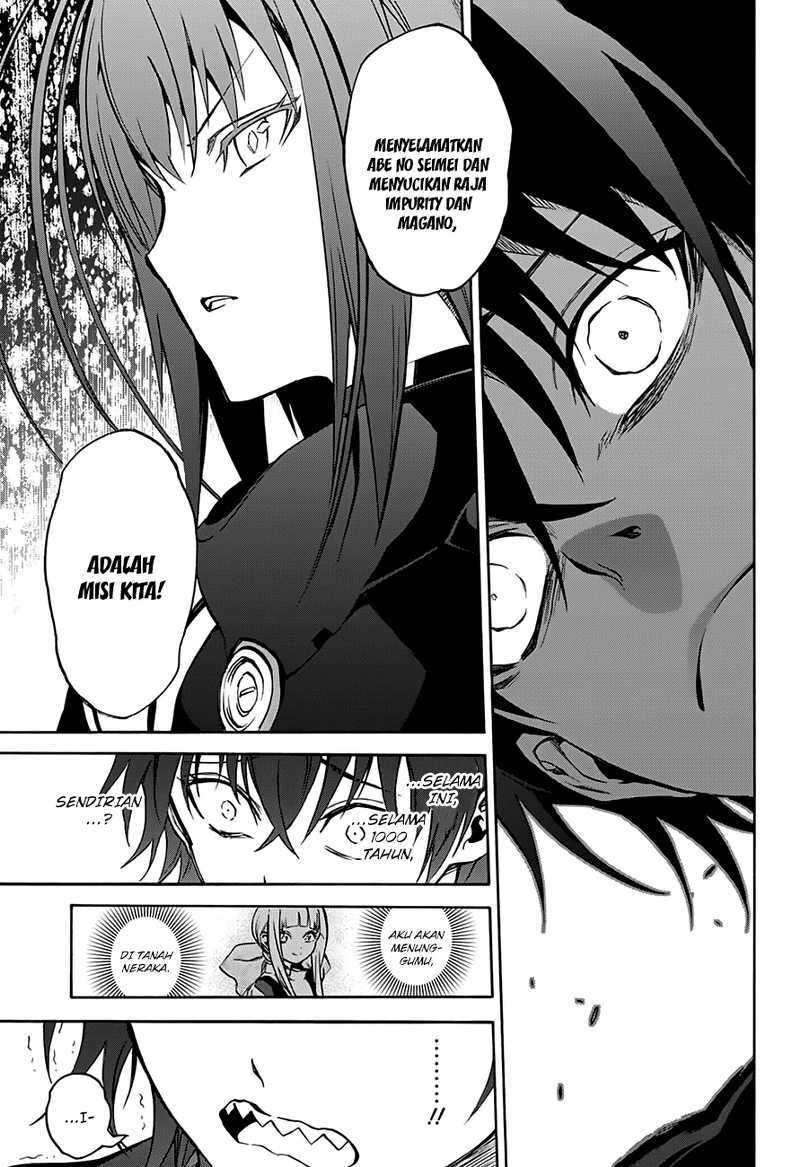 MENYELAMATKAN
ABE NO SEIMEI DAN
MENYUCIKAN RAJA
IMPURITY DAN
MAGANO,
ADALAH
MISI KITA!
...SELAMA
INI,
...SELAMA
1000
TAHUN,
SENDIRIAN
...?
AKU AKAN
MENUNG-
GUMU,
DI TANAH
NERAKA.
........!!
...I-